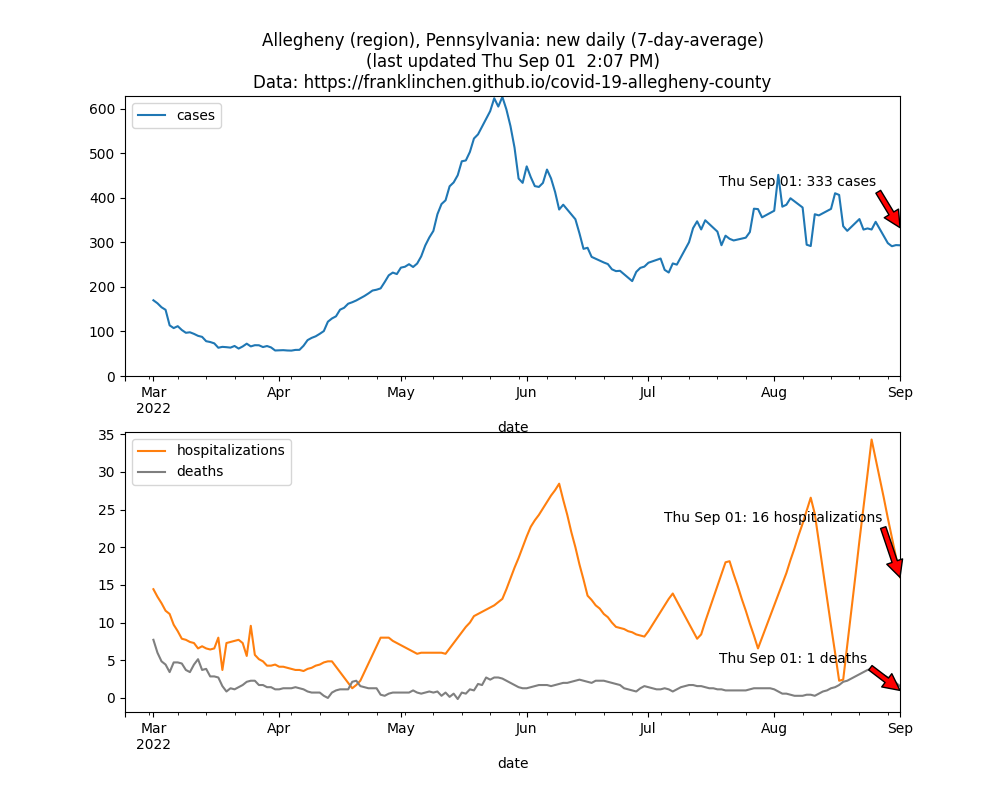 Allegheny (region), Pennsylvania: new daily (7-day-average)
(last updated Thu Sep 01  2:07 PM)
Data: https://franklinchen.github.io/covid-19-allegheny-county
600
500
400
300
200
100
0
cases
Thu Sep 01: 333 cases
Mar
2022
Apr
May
Jun
Jul
Aug
Sep
date
35
30
25
20
15
10
5
0
hospitalizations
deaths
Thu Sep 01: 16 hospitalizations
Thu Sep 01: 1 deaths
Mar
2022
Apr
May
Jun
Jul
Aug
Sep
date